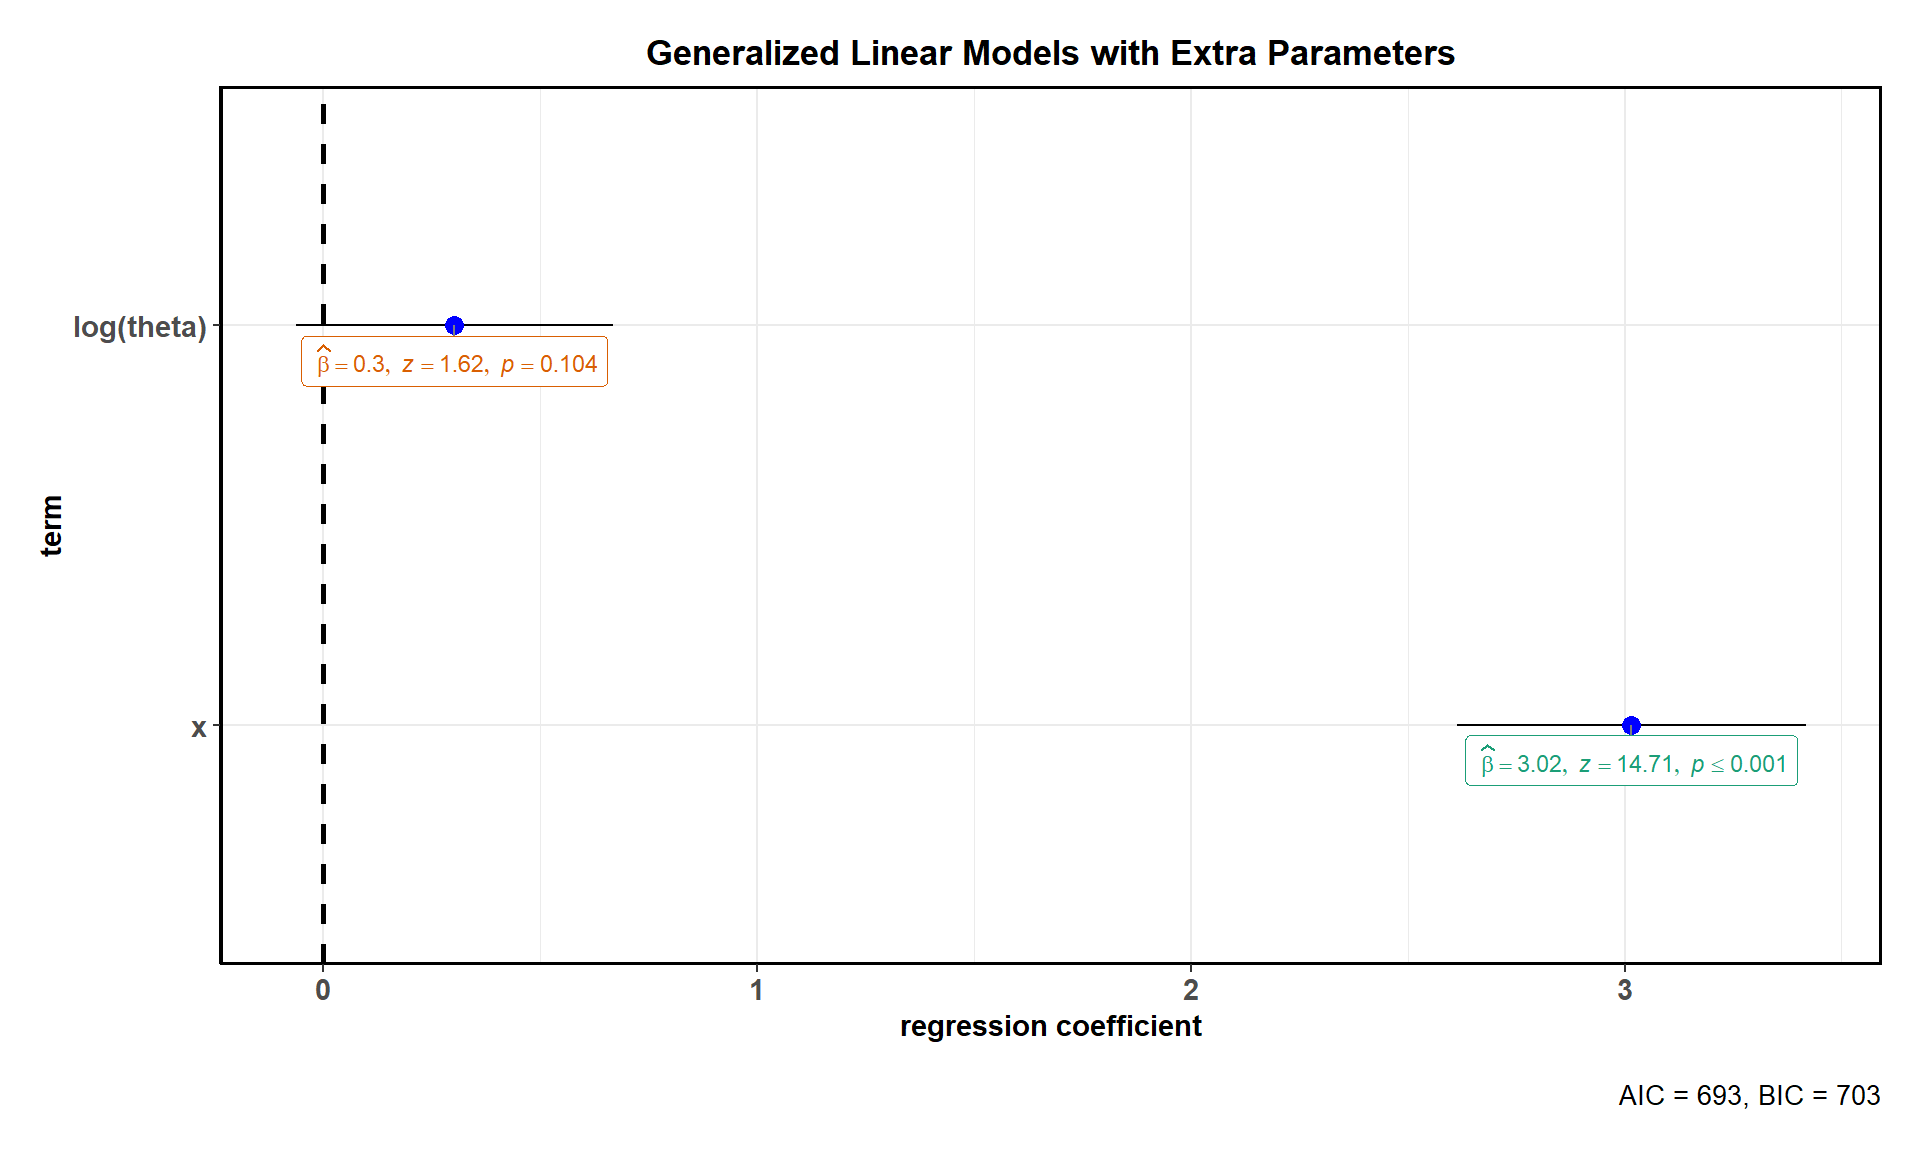 Generalized Linear Models with Extra Parameters
term
log(theta)
β̂ = 0.3, z = 1.62, p = 0.104
x
β̂ = 3.02, z = 14.71, p ≤ 0.001
0 1 2 3
regression coefficient
AIC = 693, BIC = 703